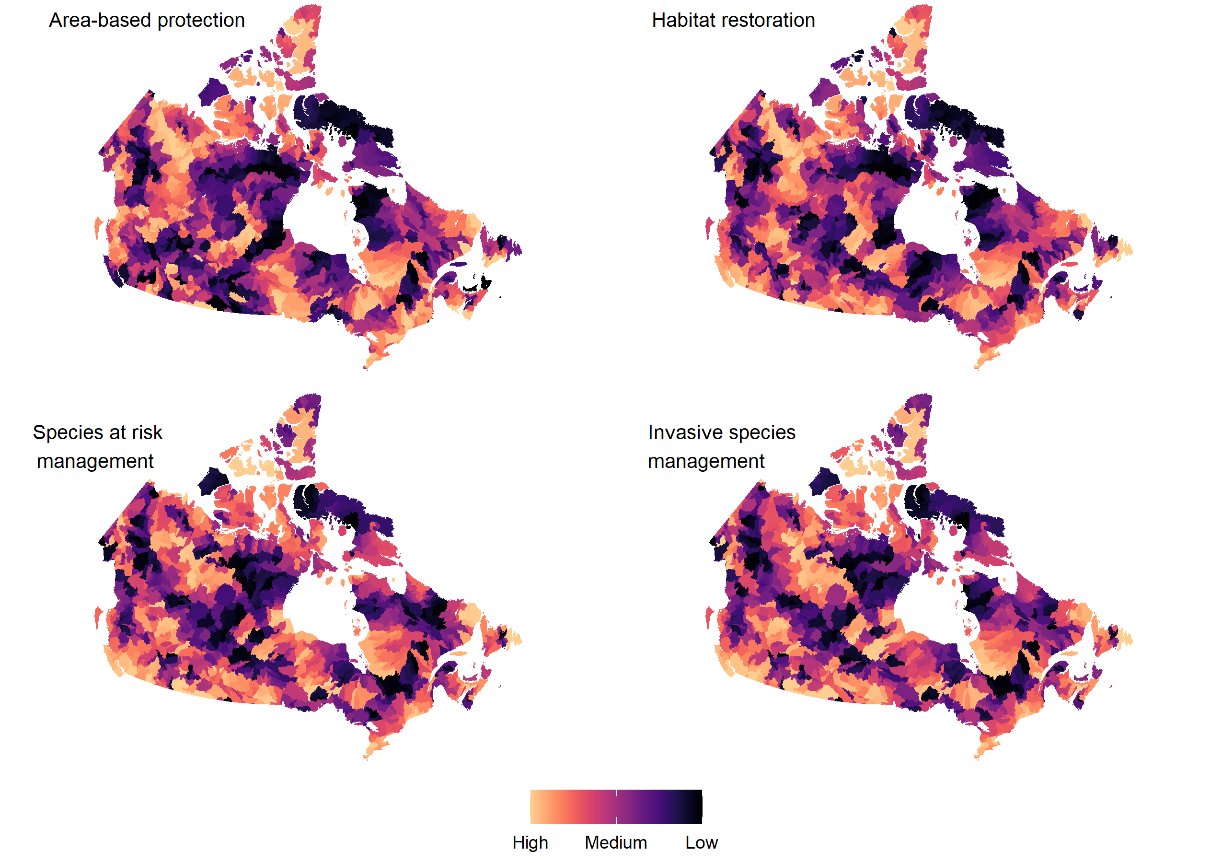 Area-based protection
Habitat restoration
Species at risk
management
Invasive species
management
High Medium Low